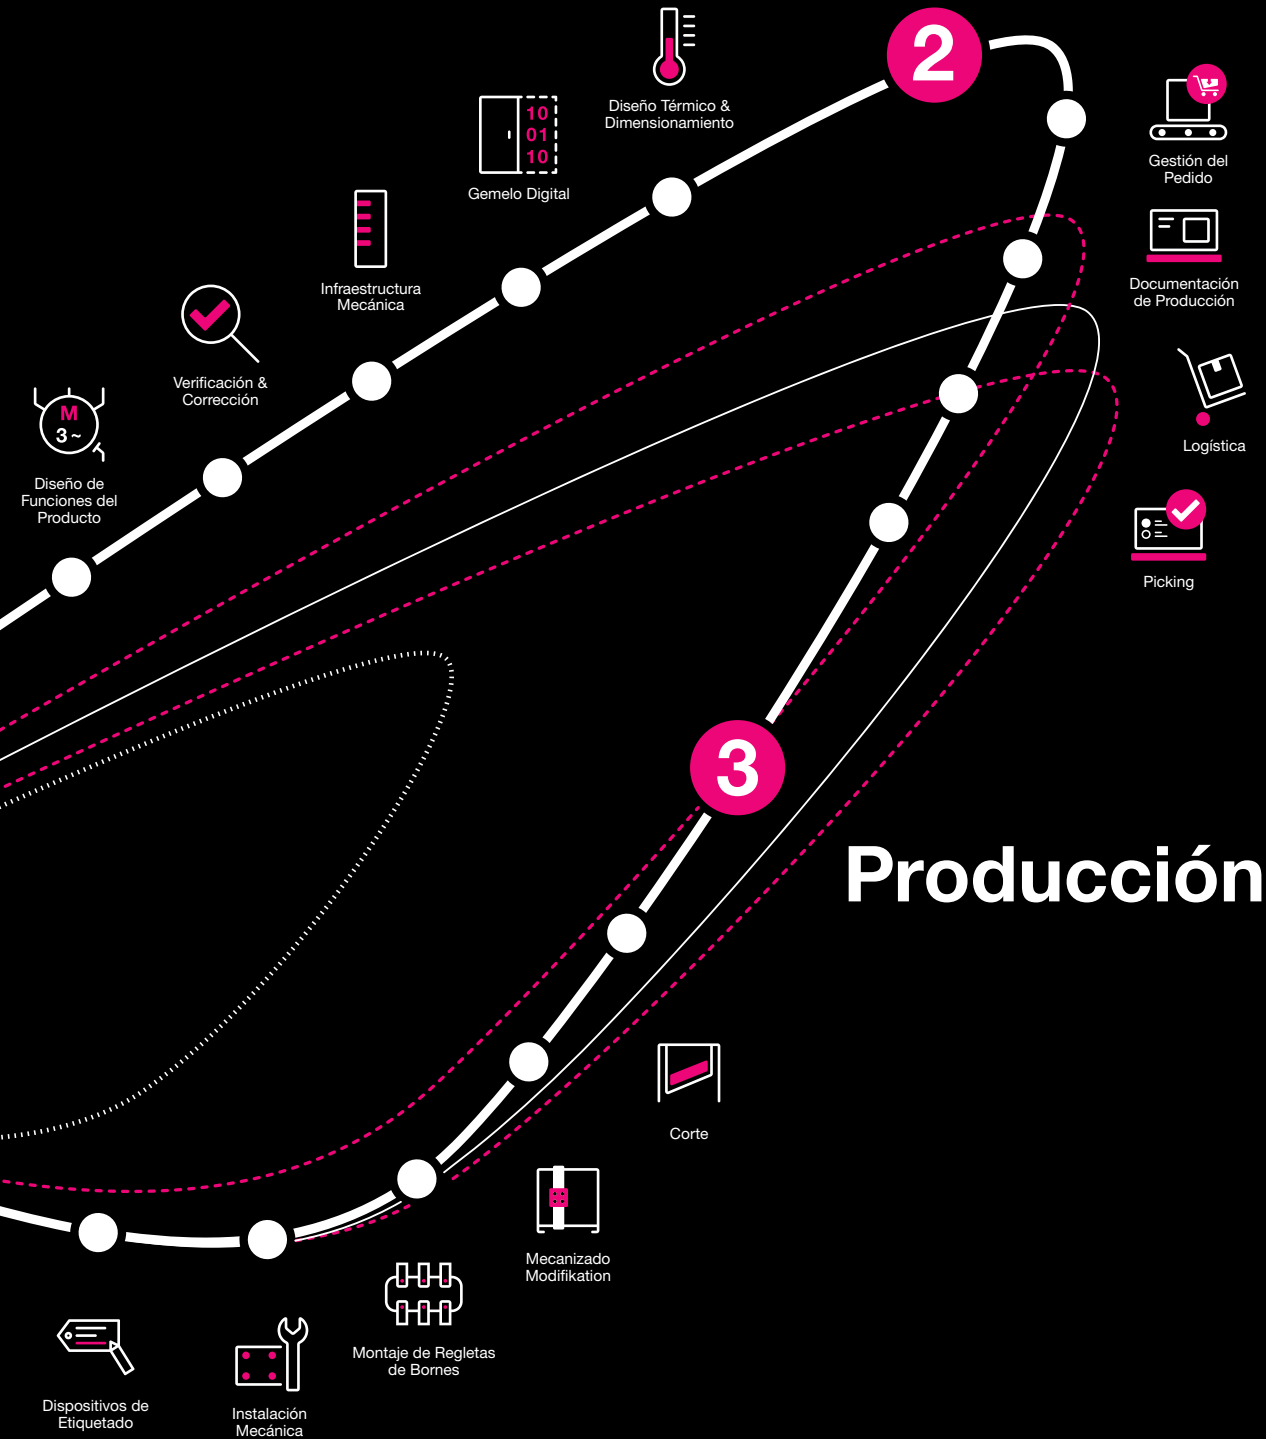 2
Diseño Térmico &
Dimensionamiento
10
01
10
Gemelo Digital
Infraestructura
Mecánica
Verificación &
Corrección
M
3 ~
Diseño de
Funciones del
Producto
Gestión del
Pedido
Documentación
de Producción
Logística
Picking
3
Producción
Corte
Mecanizado
Modifikation
Montaje de Regletas
de Bornes
Instalación
Mecánica
Dispositivos de
Etiquetado